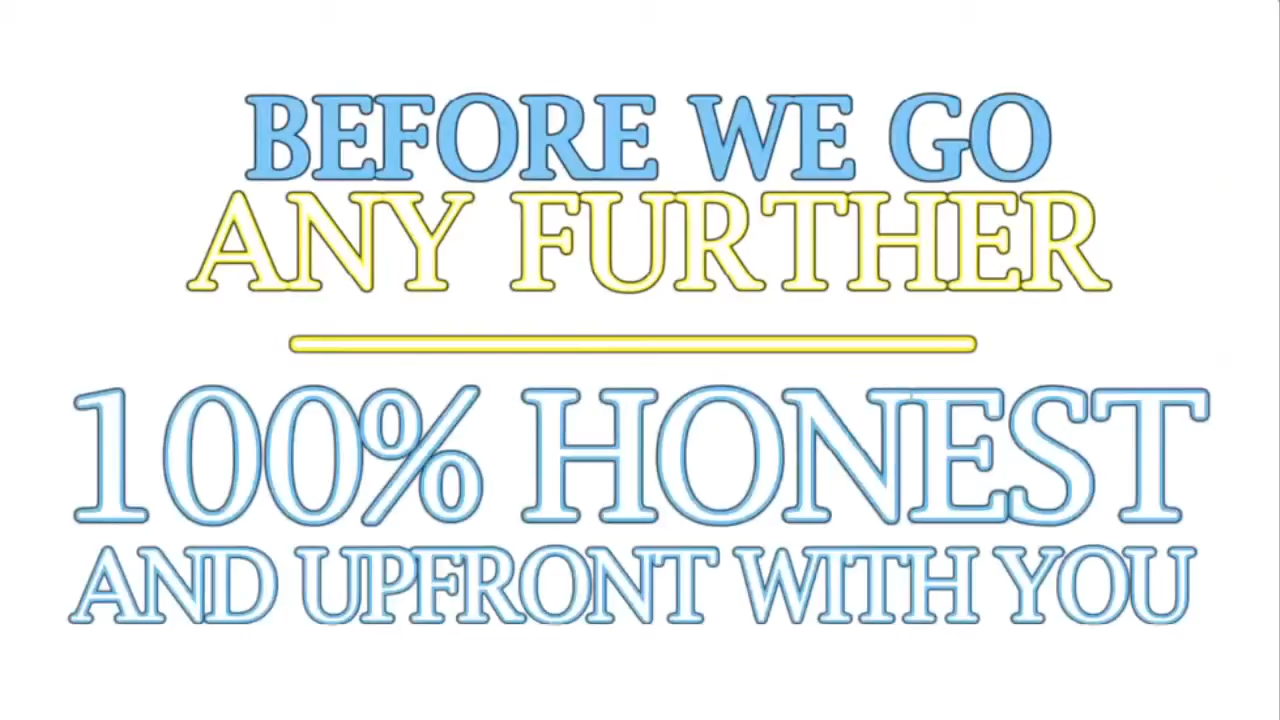 BEFORE WE GO
ANY FURTHER
100% HONEST
AND UPFRONT WITH YOU